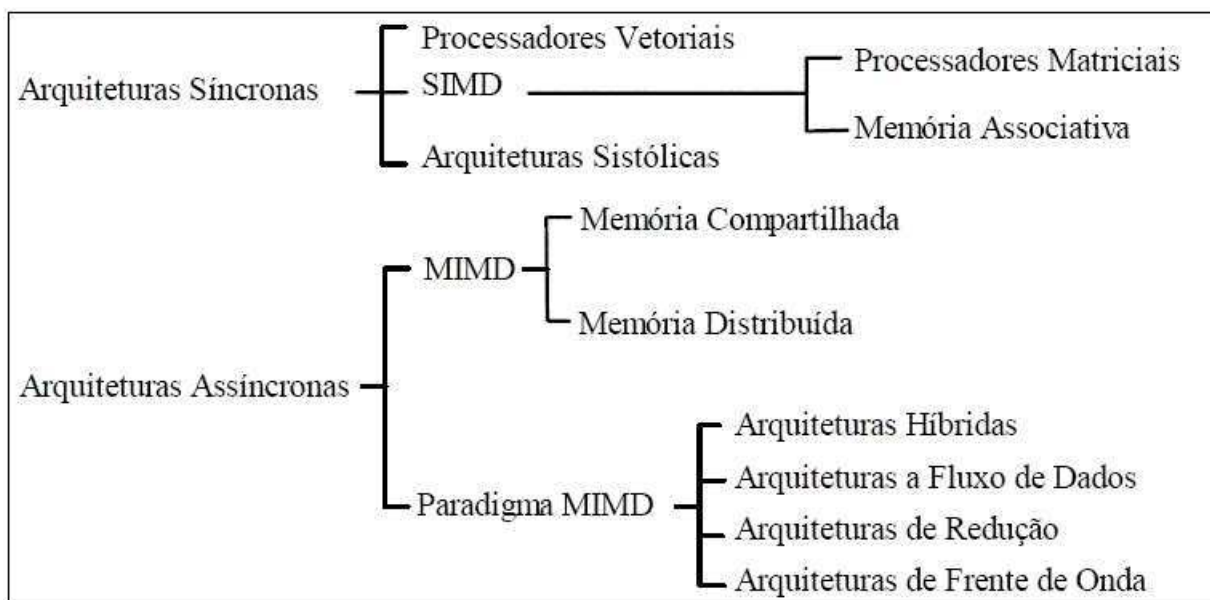 Processadores Vetoriais
Arquiteturas Síncronas
SIMD
Processadores Matriciais
Memória Associativa
Arquiteturas Sistólicas
Memória Compartilhada
MIMD
Memória Distribuída
Arquiteturas Assíncronas
Arquiteturas Híbridas
Arquiteturas a Fluxo de Dados
Paradigma MIMD
Arquiteturas de Redução
Arquiteturas de Frente de Onda